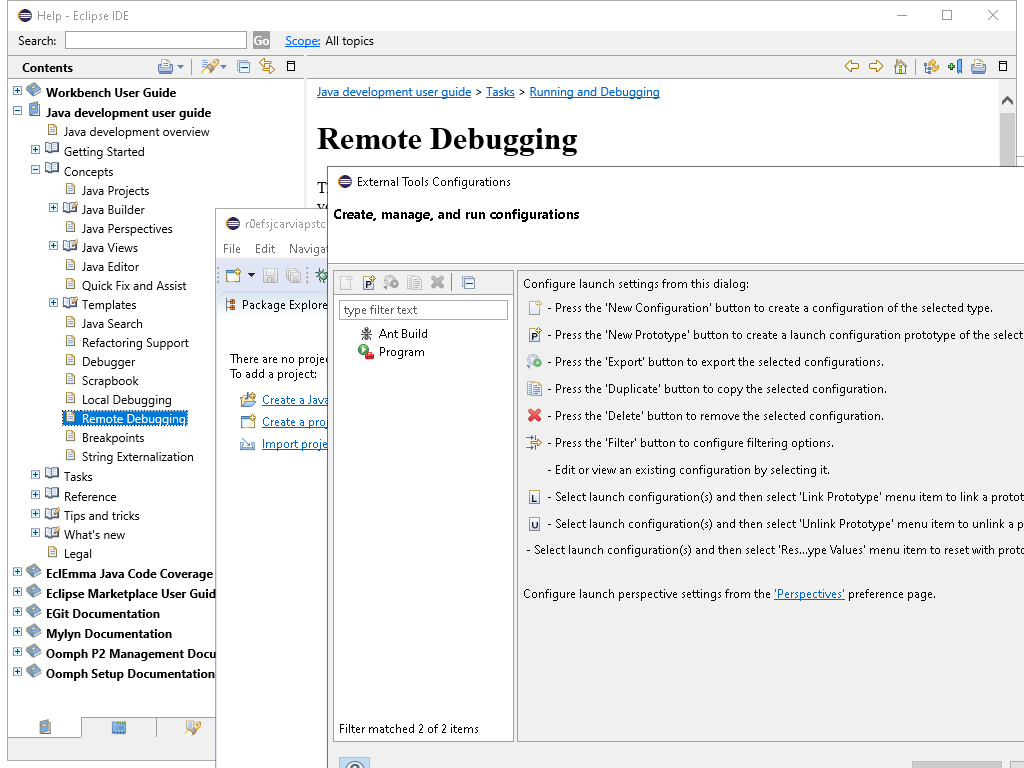 Help - Eclipse IDE
Search:
Go
Scope: All topics
Contents
Workbench User Guide
Java development user guide
Java development overview
Getting Started
Concepts
Java Projects
Java Builder
Java Perspectives
Java Views
Java Editor
Quick Fix and Assist
Templates
Java Search
Refactoring Support
Debugger
Scrapbook
Local Debugging
Remote Debugging
Breakpoints
String Externalization
Tasks
Reference
Tips and tricks
What's new
Legal
EclEmma Java Code Coverage
Eclipse Marketplace User Guid
EGit Documentation
Mylyn Documentation
Oomph P2 Management Docu
Oomph Setup Documentation
Java development user guide > Tasks > Running and Debugging
Remote Debugging
r0efsjcarviapstc
File Edit Navigat
Package Explore
There are no projec
To add a project:
Create a Java
Create a proj
Import proje
External Tools Configurations
Create, manage, and run configurations
type filter text
Ant Build
Program
Filter matched 2 of 2 items
Configure launch settings from this dialog:
- Press the 'New Configuration' button to create a configuration of the selected type.
- Press the 'New Prototype' button to create a launch configuration prototype of the select
- Press the 'Export' button to export the selected configurations.
- Press the 'Duplicate' button to copy the selected configuration.
- Press the 'Delete' button to remove the selected configuration.
- Press the 'Filter' button to configure filtering options.
- Edit or view an existing configuration by selecting it.
- Select launch configuration(s) and then select 'Link Prototype' menu item to link a protot
- Select launch configuration(s) and then select 'Unlink Prototype' menu item to unlink a p
- Select launch configuration(s) and then select 'Res...ype Values' menu item to reset with proto
Configure launch perspective settings from the 'Perspectives' preference page.